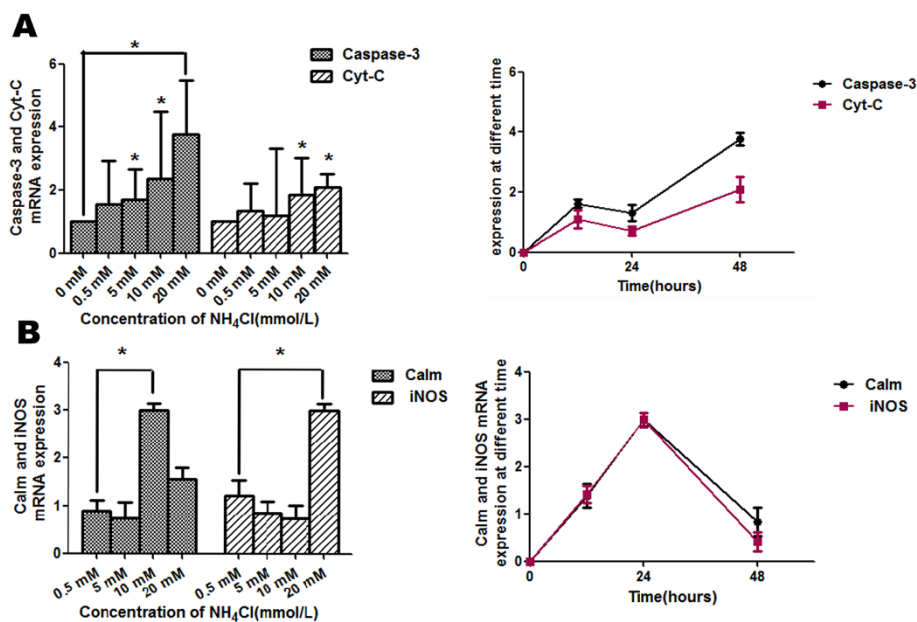 A
Caspase-3 and Cyt-C
mRNA expression
6
4
2
0
*
*
*
*
*
Caspase-3
Cyt-C
0 mM
0.5 mM
5 mM
10 mM
20 mM
0 mM
0.5 mM
5 mM
10 mM
20 mM
Concentration of NH₄Cl(mmol/L)
expression at different time
6
4
2
0
Caspase-3
Cyt-C
0
24
48
Time(hours)
B
Calm and iNOS
mRNA expression
4
3
2
1
0
*
*
Calm
iNOS
0.5 mM
5 mM
10 mM
20 mM
0.5 mM
5 mM
10 mM
20 mM
Concentration of NH₄Cl(mmol/L)
Calm and iNOS mRNA
expression at different time
4
3
2
1
0
Calm
iNOS
0
24
48
Time(hours)